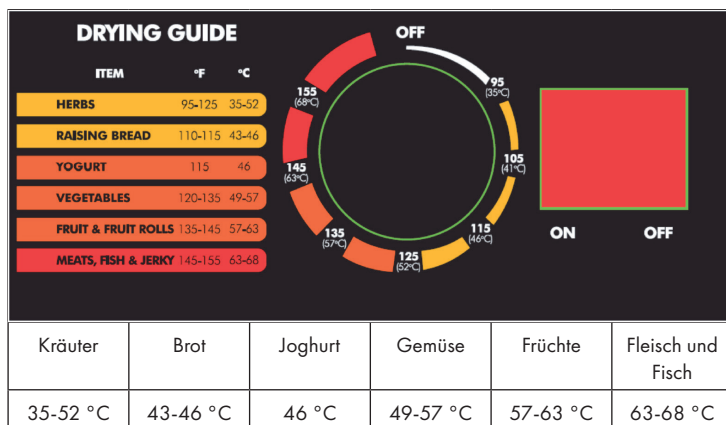 DRYING GUIDE
ITEM °F °C
HERBS 95-125 35-52
RAISING BREAD 110-115 43-46
YOGURT 115 46
VEGETABLES 120-135 49-57
FRUIT & FRUIT ROLLS 135-145 57-63
MEATS, FISH & JERKY 145-155 63-68
OFF
95
(35°C)
105
(41°C)
115
(46°C)
125
(52°C)
135
(57°C)
145
(63°C)
155
(68°C)
ON OFF
Kräuter Brot Joghurt Gemüse Früchte Fleisch und
Fisch
35-52 °C 43-46 °C 46 °C 49-57 °C 57-63 °C 63-68 °C